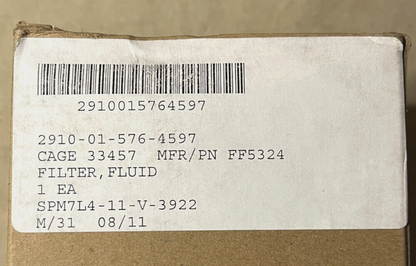 2910015764597
2910-01-576-4597
CAGE 33457  MFR/PN FF5324
FILTER,FLUID
1 EA
SPM7L4-11-V-3922
M/31  08/11